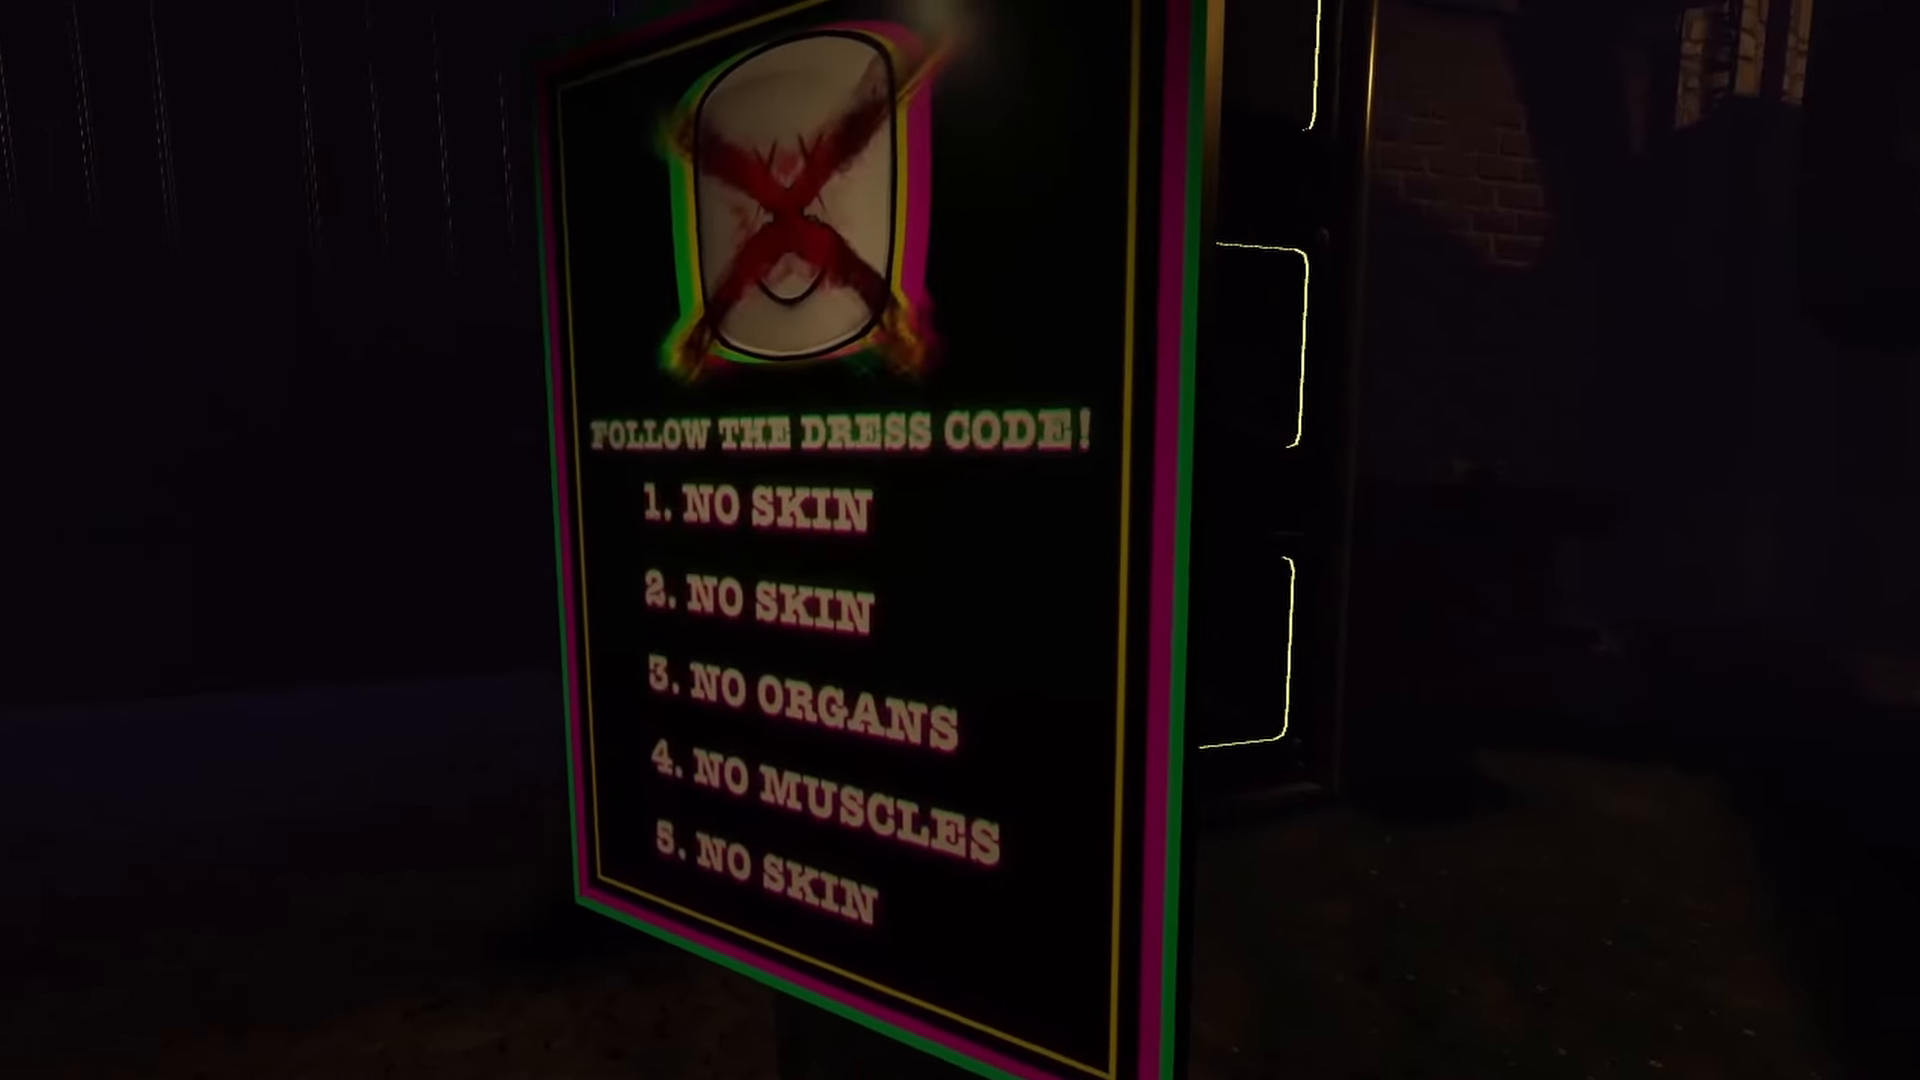 FOLLOW THE DRESS CODE!
1. NO SKIN
2. NO SKIN
3. NO ORGANS
4. NO MUSCLES
5. NO SKIN